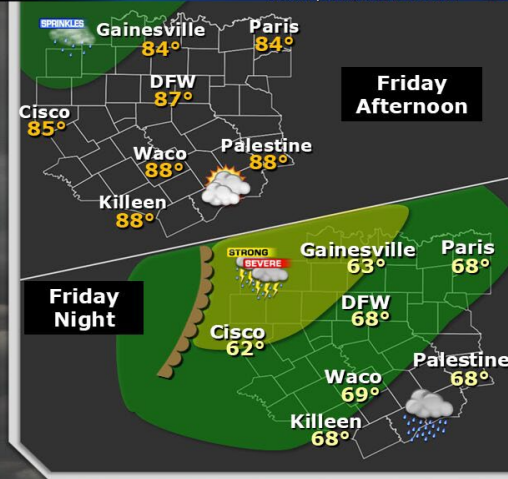 SPRINKLES
Gainesville
84°
Paris
84°
DFW
87°
Friday
Afternoon
Cisco
85°
Waco
88°
Palestine
88°
Killeen
88°
STRONG
SEVERE
Gainesville
63°
Paris
68°
Friday
Night
DFW
68°
Cisco
62°
Palestine
68°
Waco
69°
Killeen
68°